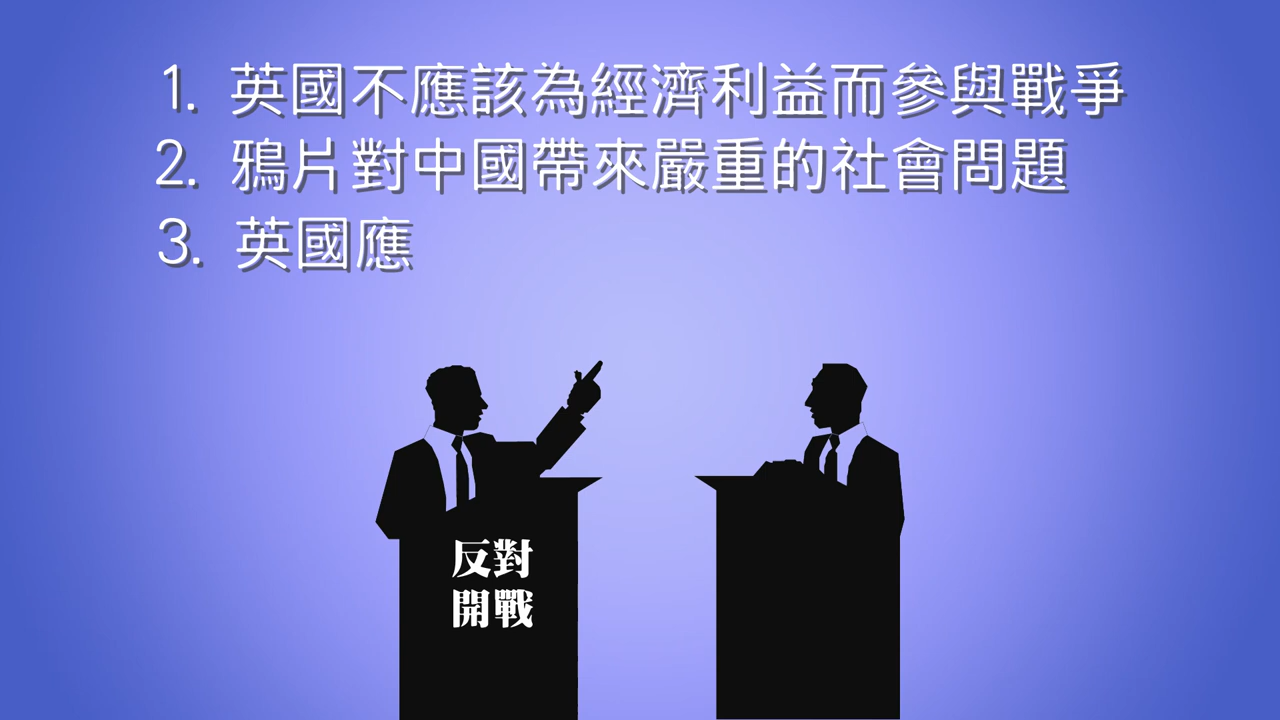 1. 英國不應該為經濟利益而參與戰爭
2. 鴉片對中國帶來嚴重的社會問題
3. 英國應
反對
開戰